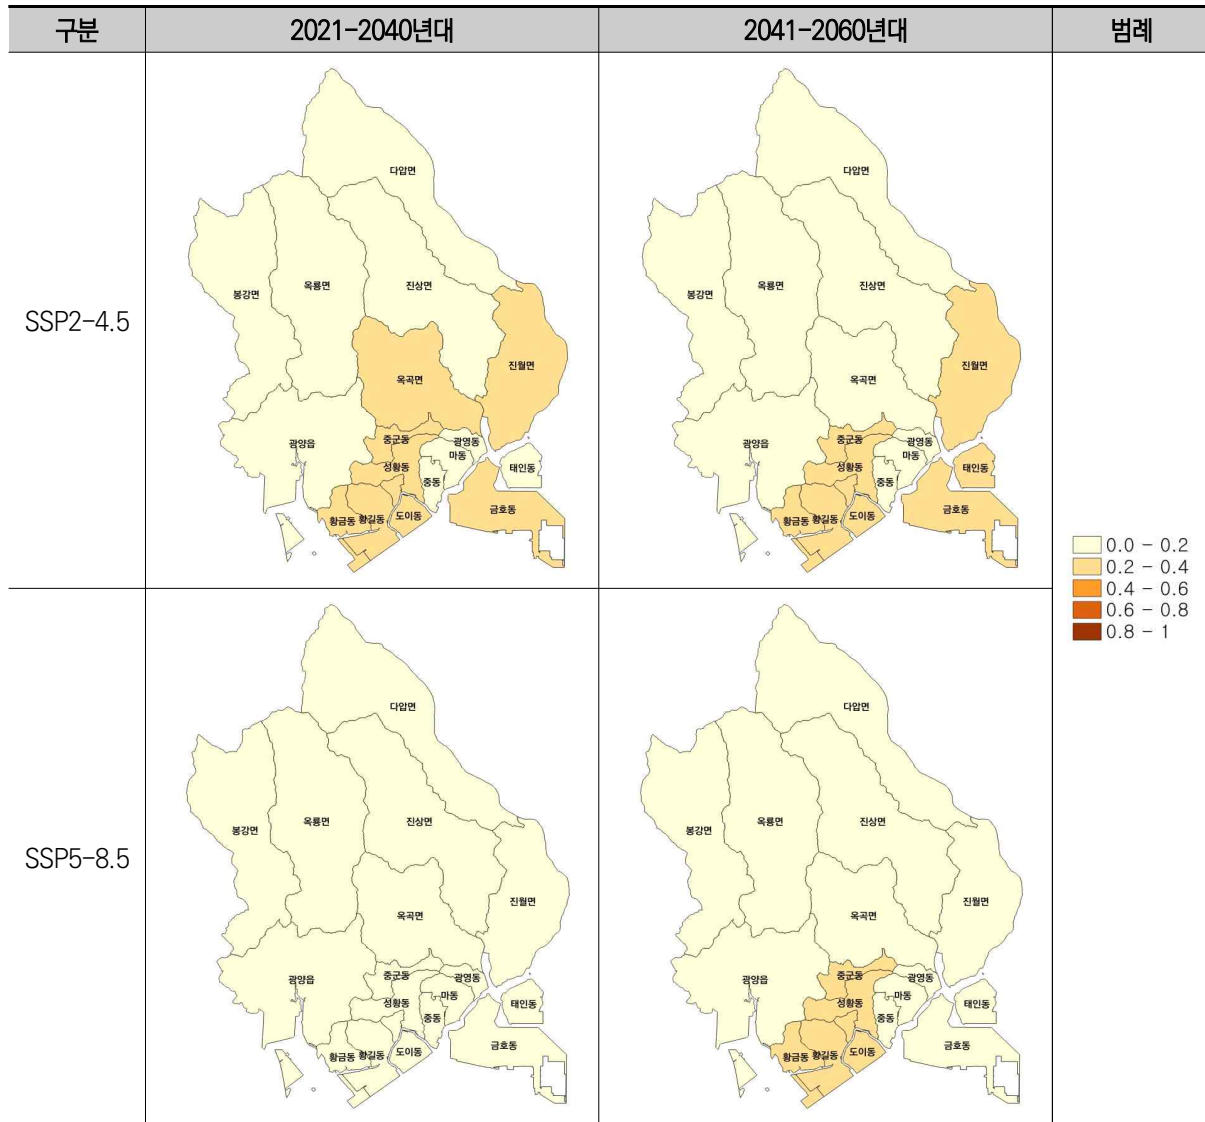 구분 2021-2040년대 2041-2060년대 범례
SSP2-4.5
다압면
봉강면
옥룡면
진상면
진월면
옥곡면
광양읍
중군동
광영동
마동
성황동
중동
태인동
황금동
황길동
도이동
금호동
다압면
봉강면
옥룡면
진상면
진월면
옥곡면
광양읍
중군동
광영동
마동
성황동
중동
태인동
황금동
황길동
도이동
금호동
0.0 - 0.2
0.2 - 0.4
0.4 - 0.6
0.6 - 0.8
0.8 - 1
SSP5-8.5
다압면
봉강면
옥룡면
진상면
진월면
옥곡면
광양읍
중군동
광영동
마동
성황동
중동
태인동
황금동
황길동
도이동
금호동
다압면
봉강면
옥룡면
진상면
진월면
옥곡면
광양읍
중군동
광영동
마동
성황동
중동
태인동
황금동
황길동
도이동
금호동